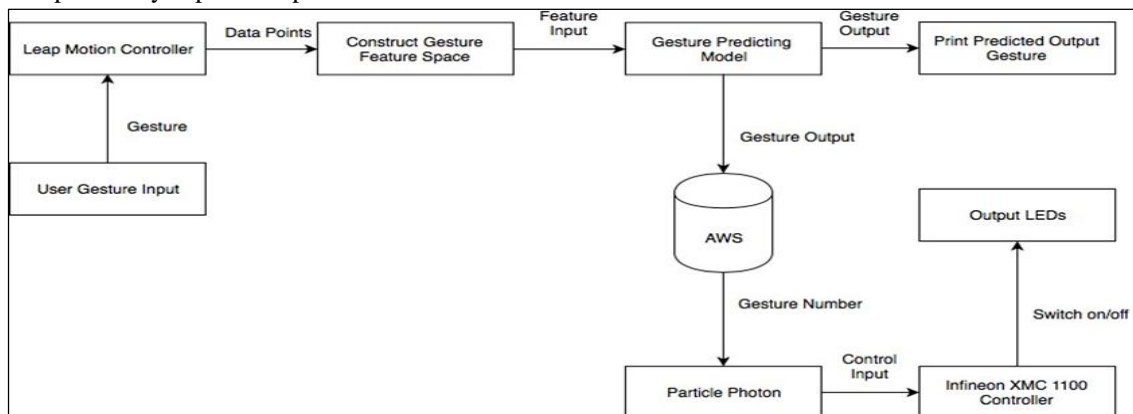 Feature
Input
Gesture
Output
Data Points
Leap Motion Controller
Construct Gesture
Feature Space
Gesture Predicting
Model
Print Predicted Output
Gesture
Gesture
Gesture Output
User Gesture Input
AWS
Output LEDs
Gesture Number
Switch on/off
Control
Input
Particle Photon
Infineon XMC 1100
Controller